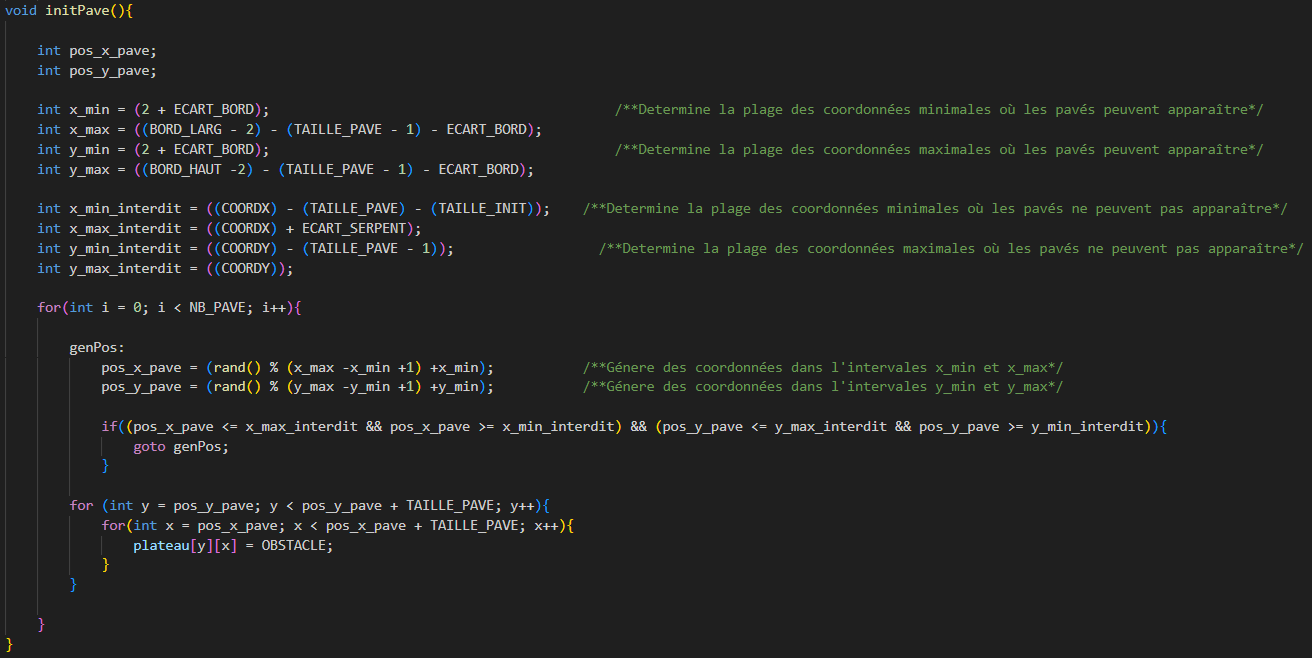 void initPave(){
int pos_x_pave;
int pos_y_pave;
int x_min = (2 + ECART_BORD); /**Determine la plage des coordonnées minimales où les pavés peuvent apparaître*/
int x_max = ((BORD_LARG - 2) - (TAILLE_PAVE - 1) - ECART_BORD);
int y_min = (2 + ECART_BORD); /**Determine la plage des coordonnées maximales où les pavés peuvent apparaître*/
int y_max = ((BORD_HAUT -2) - (TAILLE_PAVE - 1) - ECART_BORD);
int x_min_interdit = ((COORDX) - (TAILLE_PAVE) - (TAILLE_INIT)); /**Determine la plage des coordonnées minimales où les pavés ne peuvent pas apparaître*/
int x_max_interdit = ((COORDX) + ECART_SERPENT);
int y_min_interdit = ((COORDY) - (TAILLE_PAVE - 1)); /**Determine la plage des coordonnées maximales où les pavés ne peuvent pas apparaître*/
int y_max_interdit = ((COORDY));
for(int i = 0; i < NB_PAVE; i++){
genPos:
pos_x_pave = (rand() % (x_max -x_min +1) +x_min); /**Génere des coordonnées dans l'intervales x_min et x_max*/
pos_y_pave = (rand() % (y_max -y_min +1) +y_min); /**Génere des coordonnées dans l'intervales y_min et y_max*/
if((pos_x_pave <= x_max_interdit && pos_x_pave >= x_min_interdit) && (pos_y_pave <= y_max_interdit && pos_y_pave >= y_min_interdit)){
goto genPos;
}
for (int y = pos_y_pave; y < pos_y_pave + TAILLE_PAVE; y++){
for(int x = pos_x_pave; x < pos_x_pave + TAILLE_PAVE; x++){
plateau[y][x] = OBSTACLE;
}
}
}
}